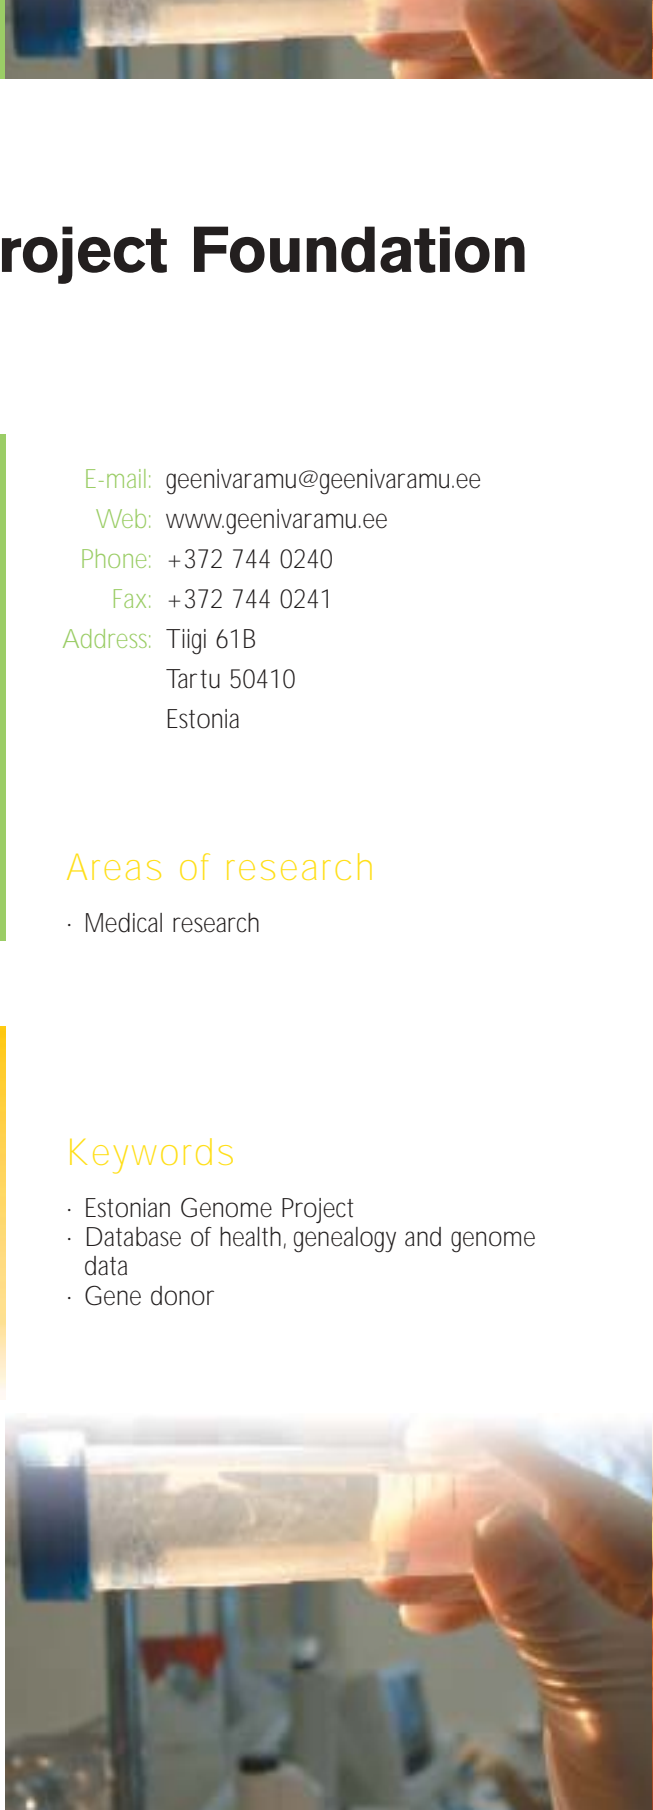 roject Foundation
E-mail: geenivaramu@geenivaramu.ee
Web: www.geenivaramu.ee
Phone: +372 744 0240
Fax: +372 744 0241
Address: Tiigi 61B
Tartu 50410
Estonia
Areas of research
· Medical research
Keywords
· Estonian Genome Project
· Database of health, genealogy and genome
data
· Gene donor